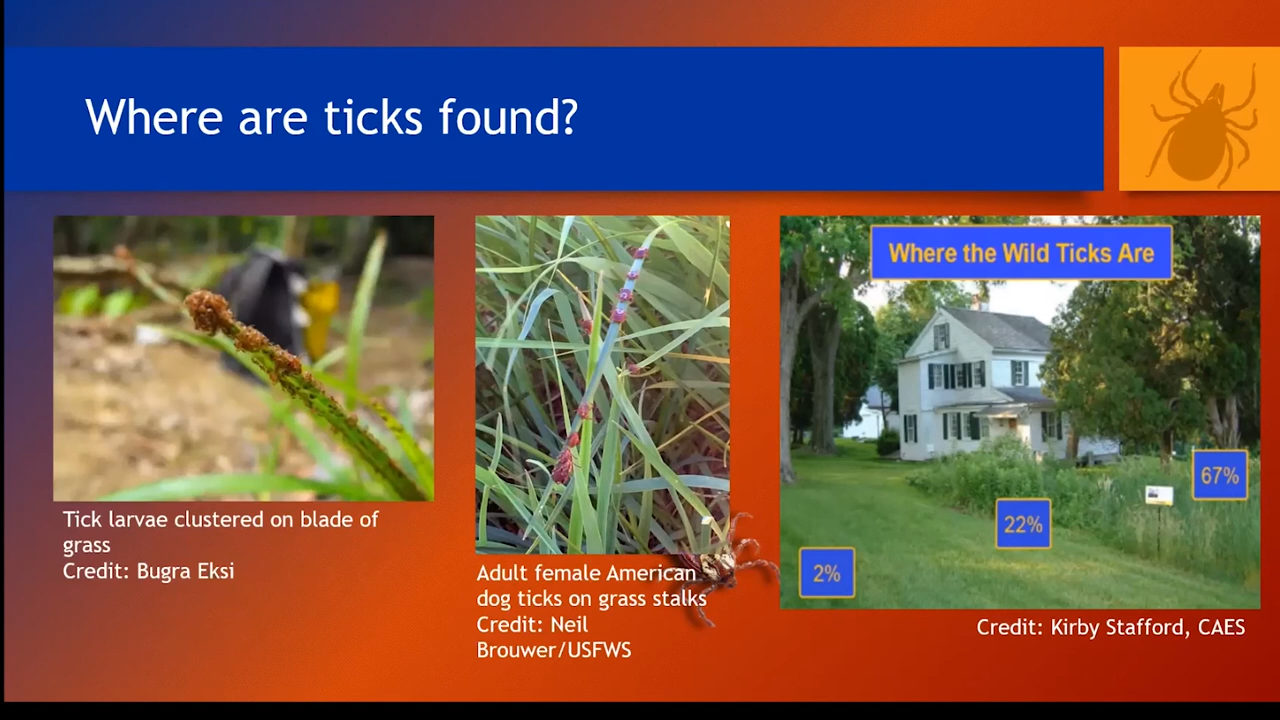 Where are ticks found?
Tick larvae clustered on blade of
grass
Credit: Bugra Eksi
Adult female American
dog ticks on grass stalks
Credit: Neil
Brouwer/USFWS
Where the Wild Ticks Are
67%
22%
2%
Credit: Kirby Stafford, CAES